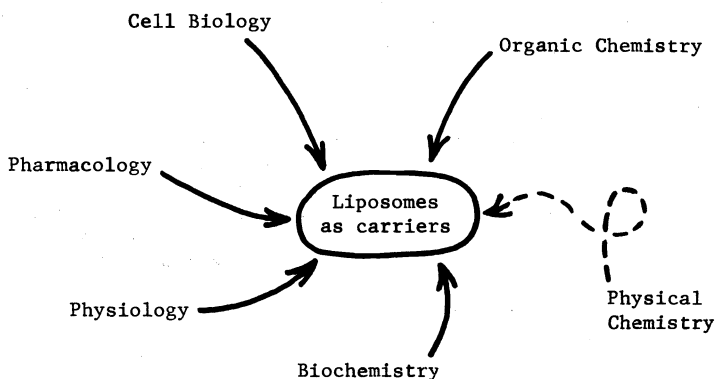 Cell Biology
Organic Chemistry
Pharmacology
Liposomes
as carriers
Physiology
Physical
Chemistry
Biochemistry